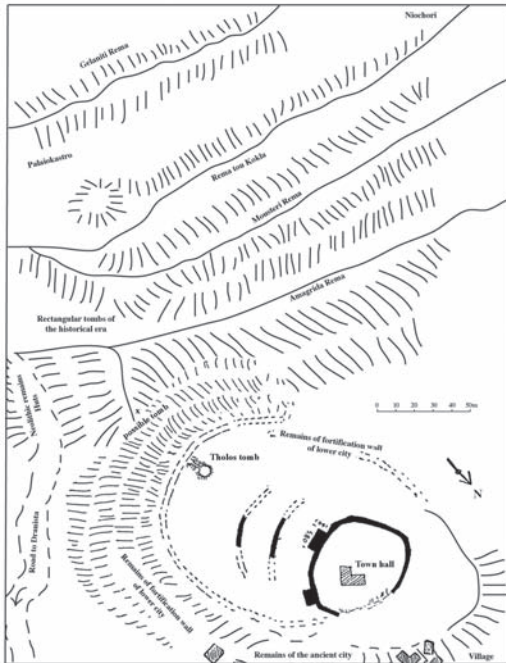 Niochori
Gelaniti Rema
Palaiokastro
Rema tou Kokla
Monsteri Rema
Amagrida Rema
Rectangular tombs of
the historical era
Neolithic remains
Huts
possible tomb
0 10 20 30 40 50m
Remains of fortification wall
of lower city
Tholos tomb
N
Road to Dranista
Town hall
Remains of fortification wall
of lower city
Remains of the ancient city
Village